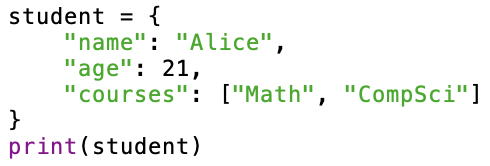 student = {
    "name": "Alice",
    "age": 21,
    "courses": ["Math", "CompSci"]
}
print(student)